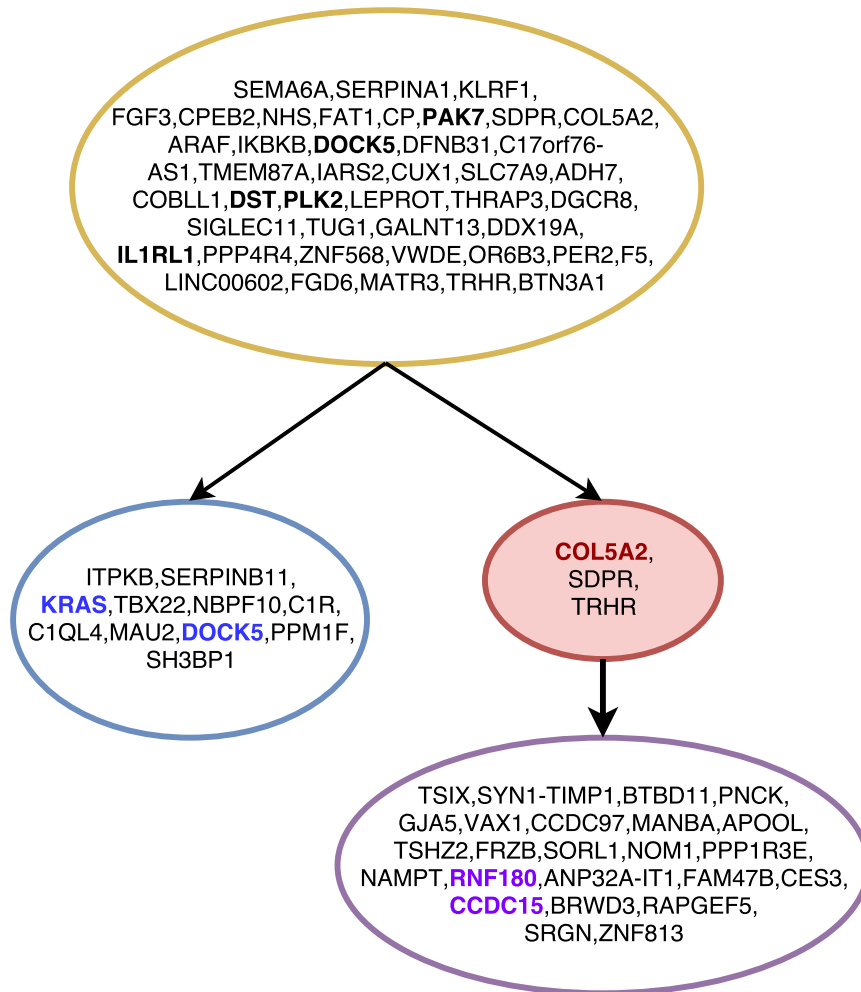 SEMA6A,SERPINA1,KLRF1,
FGF3,CPEB2,NHS,FAT1,CP,PAK7,SDPR,COL5A2,
ARAF,IKBKB,DOCK5,DFNB31,C17orf76-
AS1,TMEM87A,IARS2,CUX1,SLC7A9,ADH7,
COBLL1,DST,PLK2,LEPROT,THRAP3,DGCR8,
SIGLEC11,TUG1,GALNT13,DDX19A,
IL1RL1,PPP4R4,ZNF568,VWDE,OR6B3,PER2,F5,
LINC00602,FGD6,MATR3,TRHR,BTN3A1
ITPKB,SERPINB11,
KRAS,TBX22,NBPF10,C1R,
C1QL4,MAU2,DOCK5,PPM1F,
SH3BP1
COL5A2,
SDPR,
TRHR
TSIX,SYN1-TIMP1,BTBD11,PNCK,
GJA5,VAX1,CCDC97,MANBA,APOOL,
TSHZ2,FRZB,SORL1,NOM1,PPP1R3E,
NAMPT,RNF180,ANP32A-IT1,FAM47B,CES3,
CCDC15,BRWD3,RAPGEF5,
SRGN,ZNF813